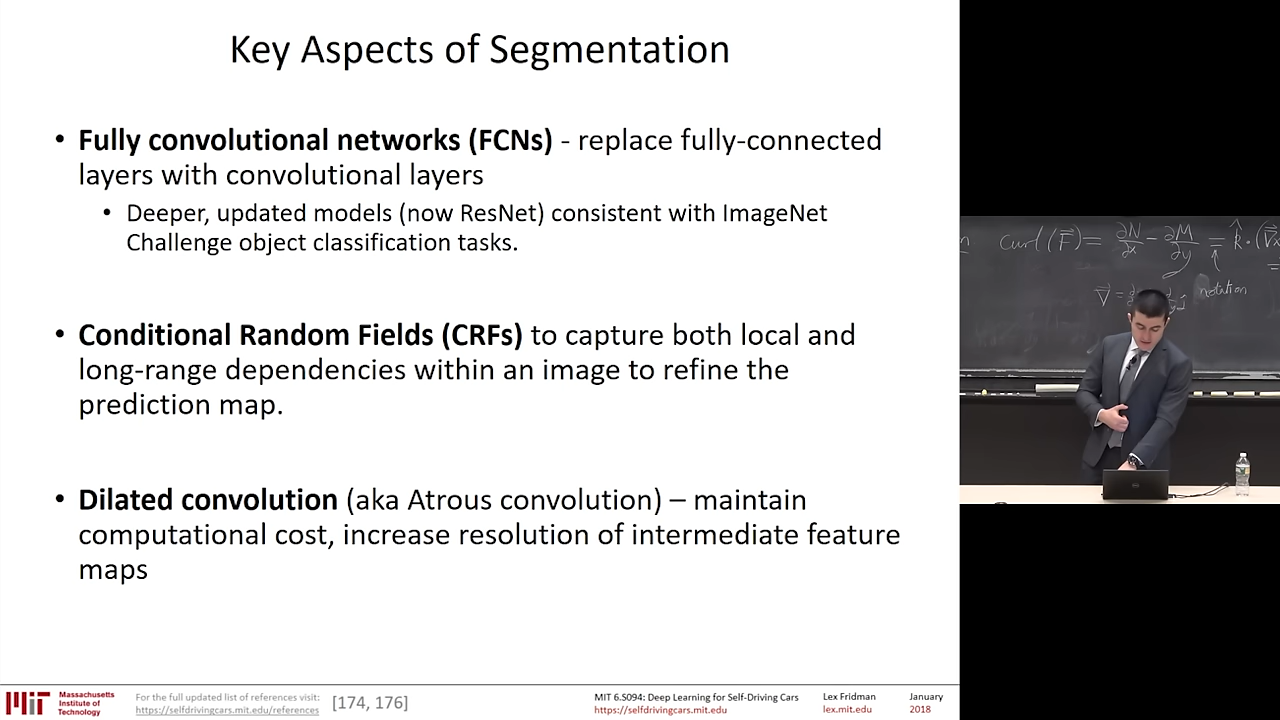 Key Aspects of Segmentation
• Fully convolutional networks (FCNs) - replace fully-connected
layers with convolutional layers
• Deeper, updated models (now ResNet) consistent with ImageNet
Challenge object classification tasks.
• Conditional Random Fields (CRFs) to capture both local and
long-range dependencies within an image to refine the
prediction map.
• Dilated convolution (aka Atrous convolution) – maintain
computational cost, increase resolution of intermediate feature
maps
curl (F⃗) = ∂N/∂x - ∂M/∂y = k̂ · (∇⃗x
notation
MIT Massachusetts
Institute of
Technology
For the full updated list of references visit:
https://selfdrivingcars.mit.edu/references
[174, 176]
MIT 6.S094: Deep Learning for Self-Driving Cars
https://selfdrivingcars.mit.edu
Lex Fridman
lex.mit.edu
January
2018